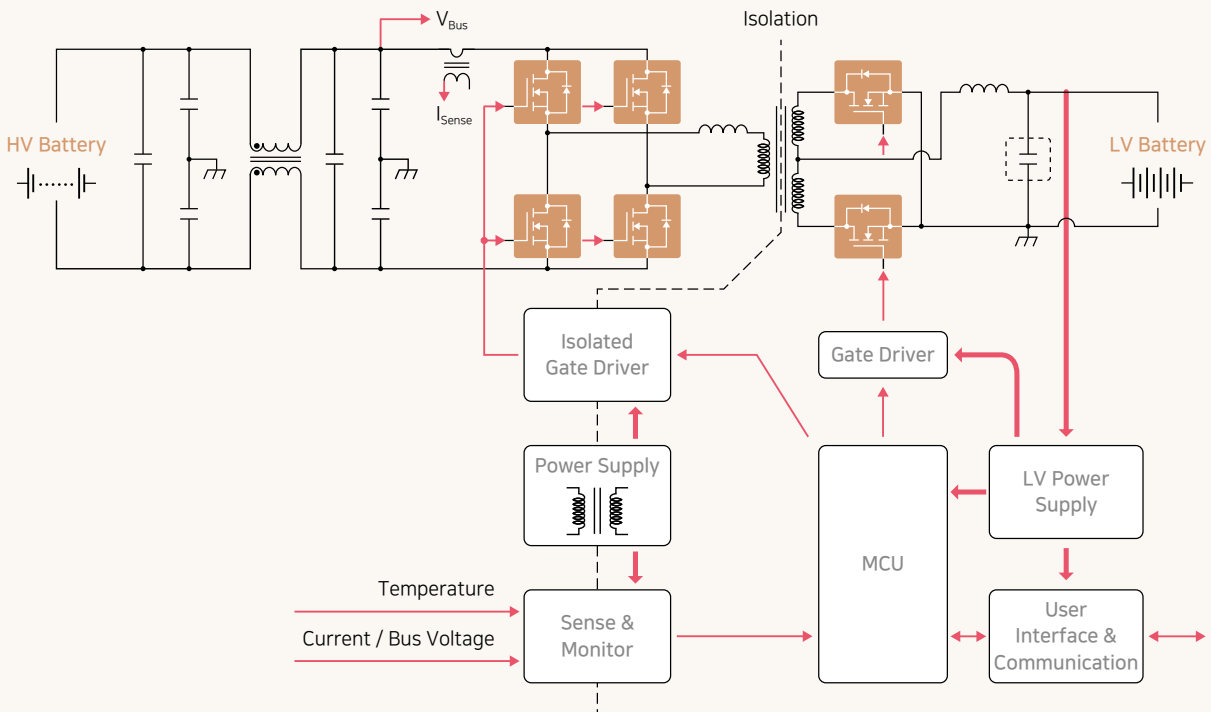 V_Bus
Isolation
I_Sense
HV Battery
LV Battery
Isolated
Gate Driver
Gate Driver
Power Supply
LV Power
Supply
MCU
Temperature
Current / Bus Voltage
Sense &
Monitor
User
Interface &
Communication